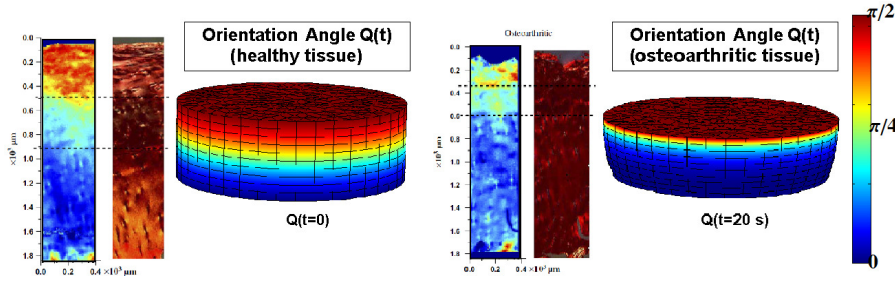 Orientation Angle Q(t)
(healthy tissue)
0.0
0.2
0.4
0.6
0.8
1.0
1.2
1.4
1.6
1.8
×10³ μm
0.0 0.2 0.4 ×10³ μm
Q(t=0)
Osteoarthritic
0.0
0.2
0.4
0.6
0.8
1.0
1.2
1.4
1.6
1.8
×10³ μm
0.0 0.2 0.4 ×10³ μm
Orientation Angle Q(t)
(osteoarthritic tissue)
Q(t=20 s)
π/2
π/4
0